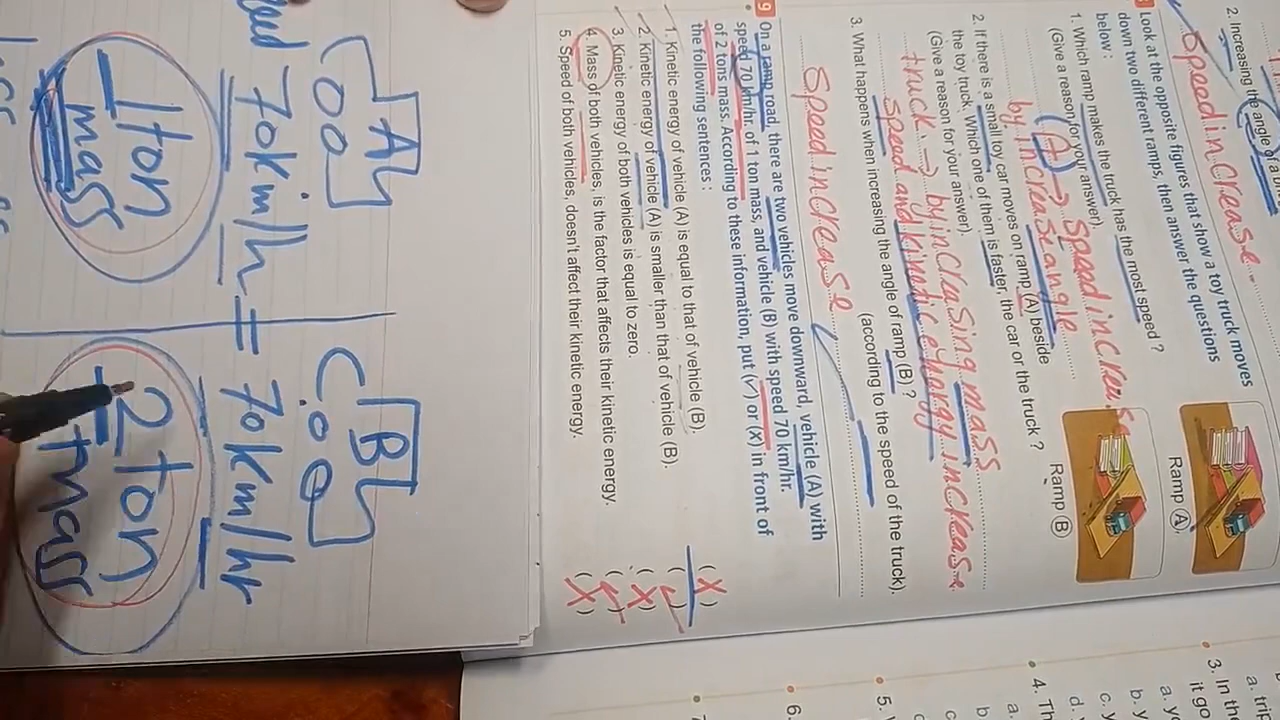 2. Increasing the angle of a
Speed increase
Look at the opposite figures that show a toy truck moves
down two different ramps, then answer the questions
below :
1. Which ramp makes the truck has the most speed ?
(Give a reason for your answer).
(A) → Speed increase
by increase angle
2. If there is a small toy car moves on ramp (A) beside
the toy truck. Which one of them is faster, the car or the truck ?
(Give a reason for your answer).
truck → by increasing mass
speed and kinetic energy increase
3. What happens when increasing the angle of ramp (B) ?
(according to the speed of the truck).
Speed increase
Ramp A
Ramp B
9 On a ramp road, there are two vehicles move downward, vehicle (A) with
speed 70 km/hr. of 1 ton mass, and vehicle (B) with speed 70 km/hr.
of 2 tons mass. According to these information, put (✓) or (X) in front of
the following sentences :
1. Kinetic energy of vehicle (A) is equal to that of vehicle (B). (X)
2. Kinetic energy of vehicle (A) is smaller than that of vehicle (B). (✓)
3. Kinetic energy of both vehicles is equal to zero. (X)
4. Mass of both vehicles, is the factor that affects their kinetic energy. (✓)
5. Speed of both vehicles, doesn't affect their kinetic energy. (X)
A B
70km/h = 70km/hr
1 ton 2 ton
mass mass
3. In th
it go
a. trip
b. y
c. y
d.
4. Th
a.
b
c
5.
6.